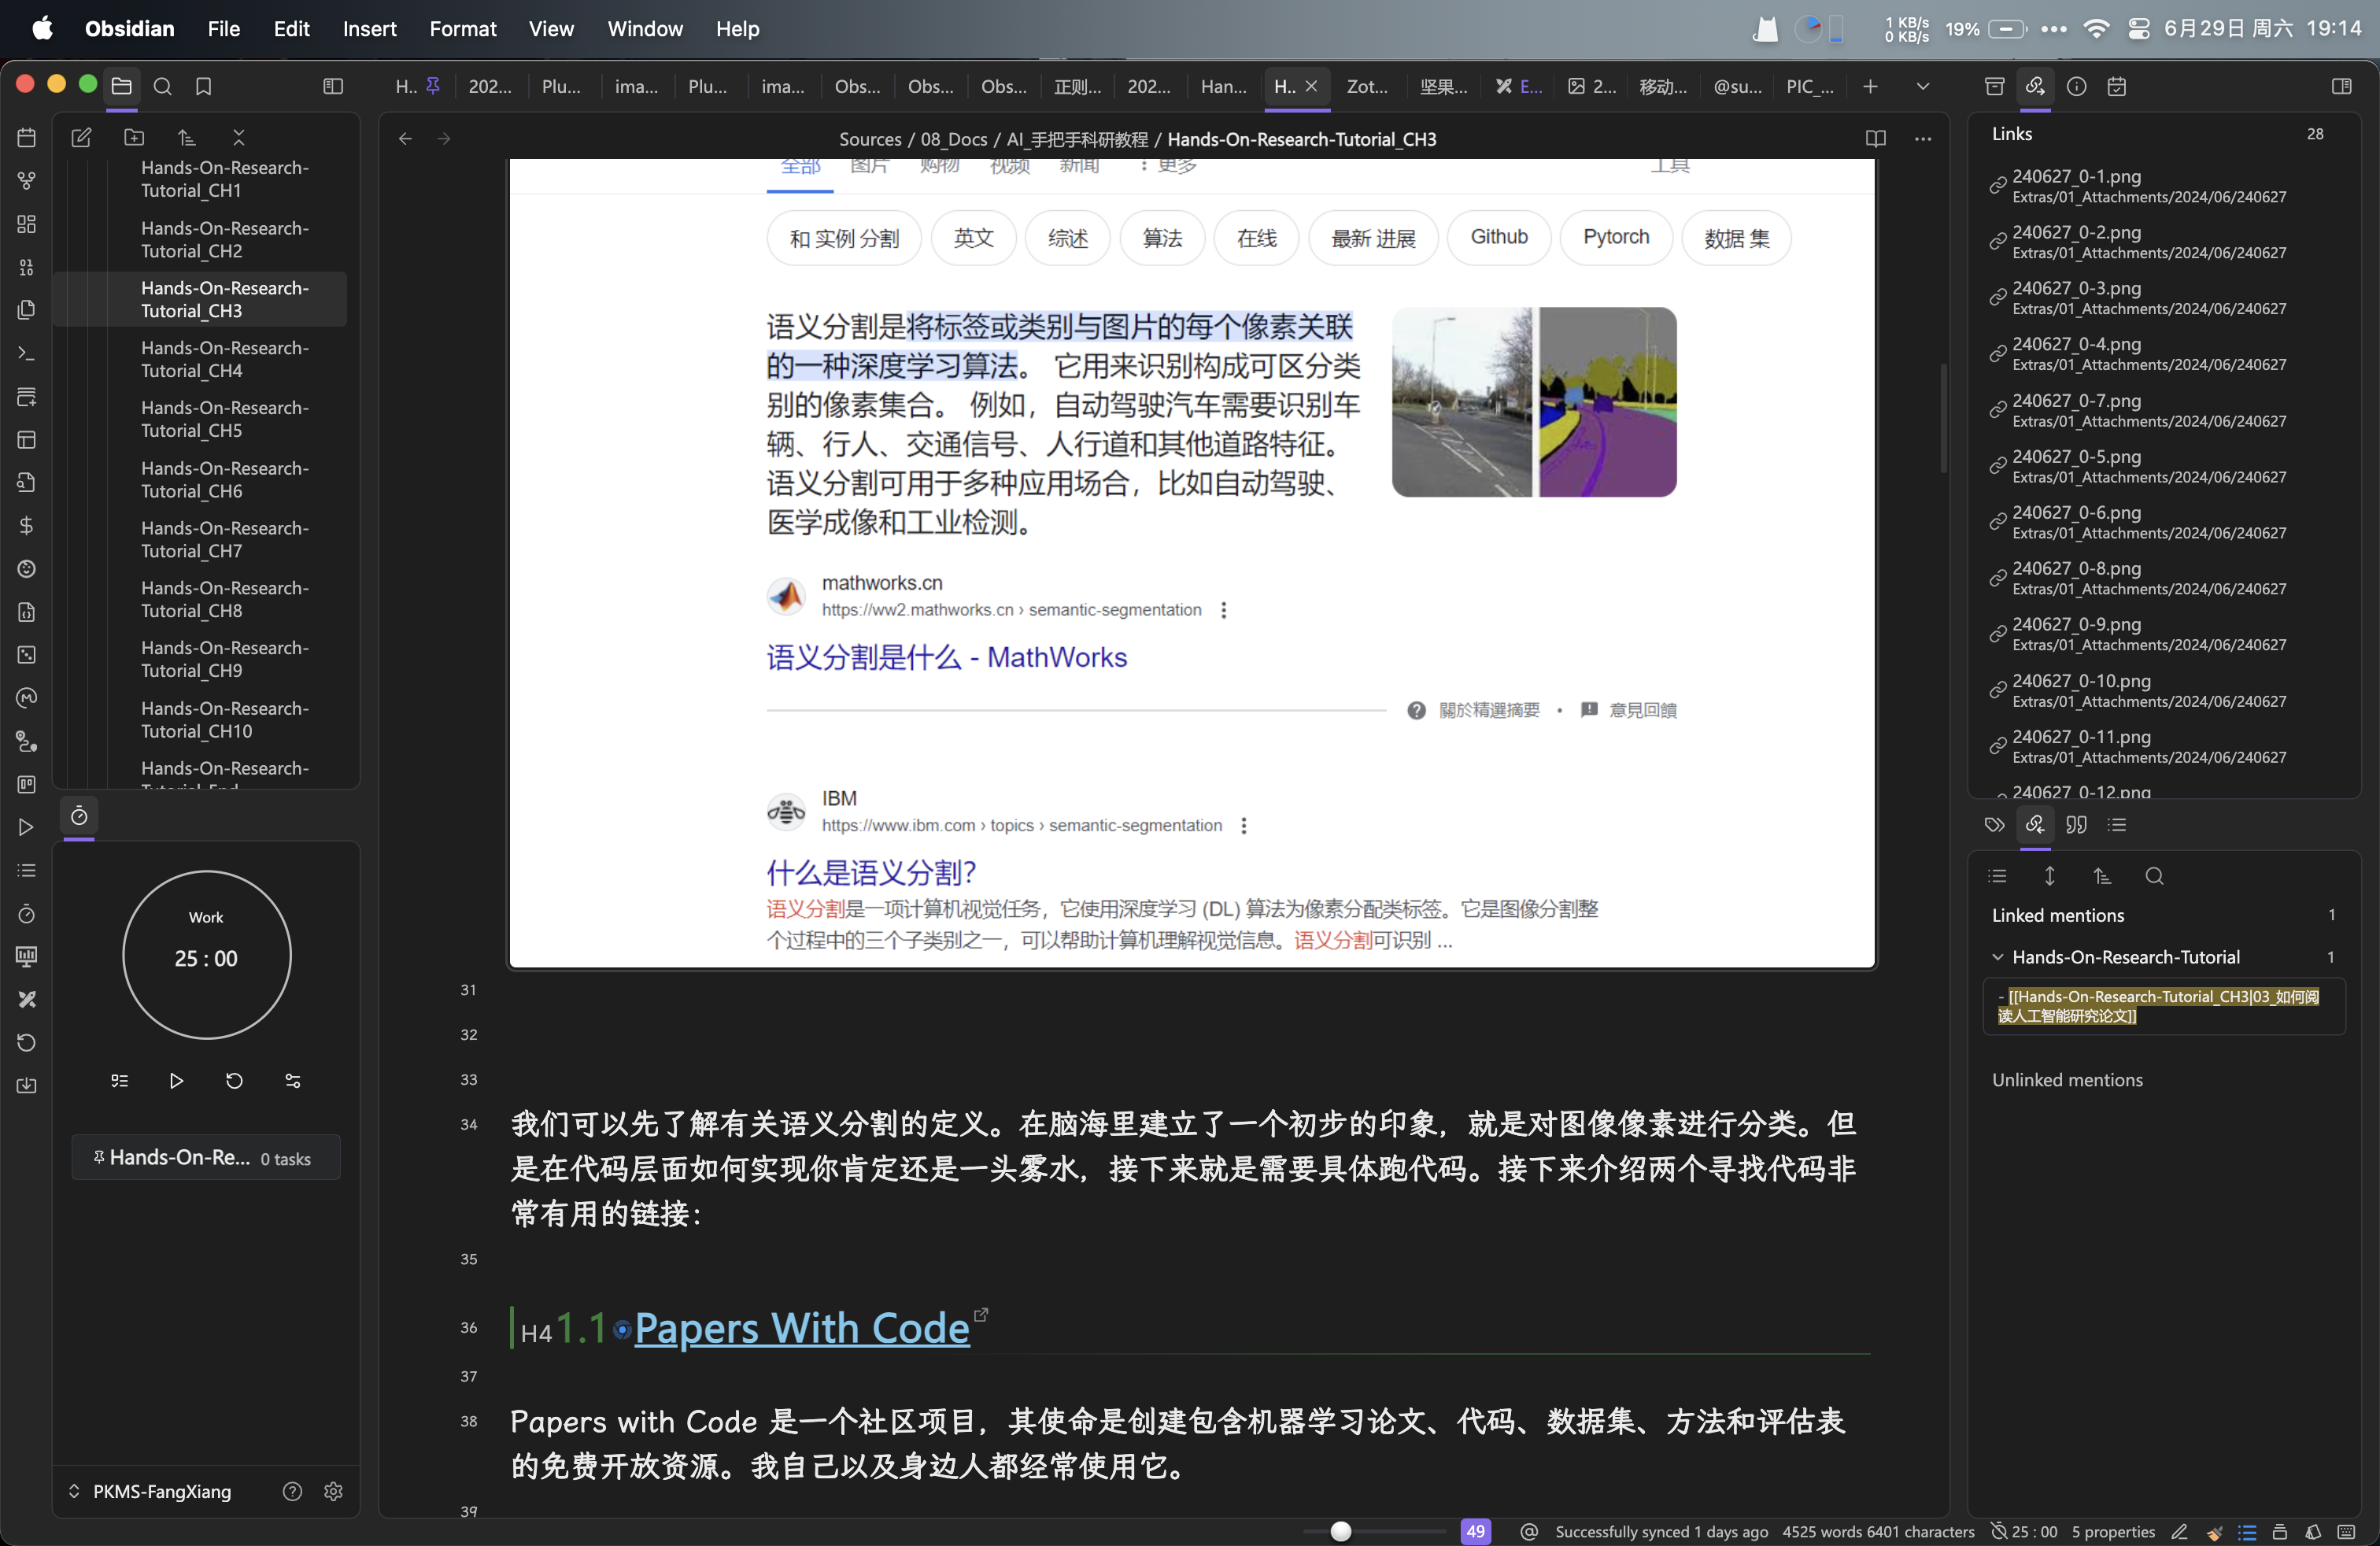 Obsidian File Edit Insert Format View Window Help
1 KB/s
0 KB/s
19%
6月29日 周六 19:14
H..
202...
Plu...
ima...
Plu...
ima...
Obs...
Obs...
Obs...
正则...
202...
Han...
H..
Zot...
坚果...
E...
2...
移动...
@su...
PIC_...
Hands-On-Research-
Tutorial_CH1
Hands-On-Research-
Tutorial_CH2
Hands-On-Research-
Tutorial_CH3
Hands-On-Research-
Tutorial_CH4
Hands-On-Research-
Tutorial_CH5
Hands-On-Research-
Tutorial_CH6
Hands-On-Research-
Tutorial_CH7
Hands-On-Research-
Tutorial_CH8
Hands-On-Research-
Tutorial_CH9
Hands-On-Research-
Tutorial_CH10
Hands-On-Research-
Tutorial_End
Work
25 : 00
Hands-On-Re... 0 tasks
PKMS-FangXiang
Sources / 08_Docs / AI_手把手科研教程 / Hands-On-Research-Tutorial_CH3
全部 图片 购物 视频 新闻 更多 工具
和 实例 分割 英文 综述 算法 在线 最新 进展 Github Pytorch 数据 集
语义分割是将标签或类别与图片的每个像素关联
的一种深度学习算法。 它用来识别构成可区分类
别的像素集合。 例如，自动驾驶汽车需要识别车
辆、行人、交通信号、人行道和其他道路特征。
语义分割可用于多种应用场合，比如自动驾驶、
医学成像和工业检测。
mathworks.cn
https://ww2.mathworks.cn › semantic-segmentation
语义分割是什么 - MathWorks
關於精選摘要 • 意見回饋
IBM
https://www.ibm.com › topics › semantic-segmentation
什么是语义分割？
语义分割是一项计算机视觉任务，它使用深度学习 (DL) 算法为像素分配类标签。它是图像分割整
个过程中的三个子类别之一，可以帮助计算机理解视觉信息。语义分割可识别 ...
31
32
33
34 我们可以先了解有关语义分割的定义。在脑海里建立了一个初步的印象，就是对图像像素进行分类。但
是在代码层面如何实现你肯定还是一头雾水，接下来就是需要具体跑代码。接下来介绍两个寻找代码非
常有用的链接：
35
36 H4 1.1 Papers With Code
37
38 Papers with Code 是一个社区项目，其使命是创建包含机器学习论文、代码、数据集、方法和评估表
的免费开放资源。我自己以及身边人都经常使用它。
39
Links 28
240627_0-1.png
Extras/01_Attachments/2024/06/240627
240627_0-2.png
Extras/01_Attachments/2024/06/240627
240627_0-3.png
Extras/01_Attachments/2024/06/240627
240627_0-4.png
Extras/01_Attachments/2024/06/240627
240627_0-7.png
Extras/01_Attachments/2024/06/240627
240627_0-5.png
Extras/01_Attachments/2024/06/240627
240627_0-6.png
Extras/01_Attachments/2024/06/240627
240627_0-8.png
Extras/01_Attachments/2024/06/240627
240627_0-9.png
Extras/01_Attachments/2024/06/240627
240627_0-10.png
Extras/01_Attachments/2024/06/240627
240627_0-11.png
Extras/01_Attachments/2024/06/240627
240627_0-12.png
Linked mentions 1
Hands-On-Research-Tutorial 1
- [[Hands-On-Research-Tutorial_CH3|03_如何阅
读人工智能研究论文]]
Unlinked mentions
49 Successfully synced 1 days ago 4525 words 6401 characters 25 : 00 5 properties